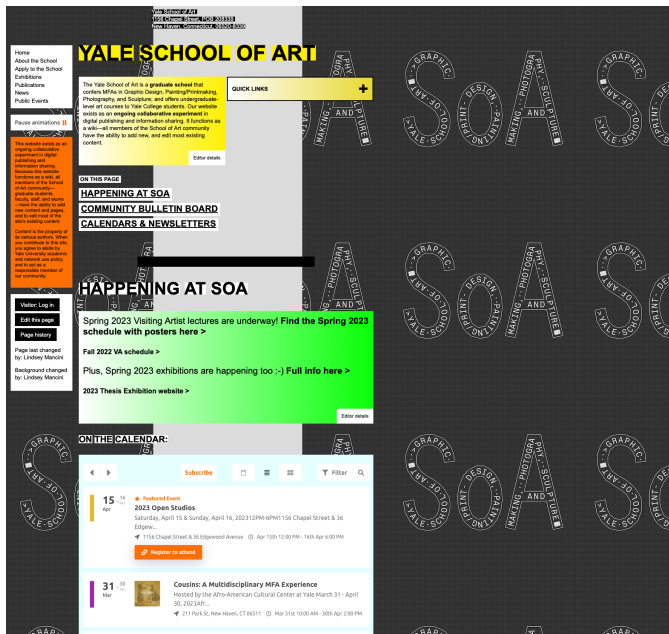 Yale School of Art
1156 Chapel Street, POB 208339
New Haven, Connecticut, 06520-8339
Home
About the School
Apply to the School
Exhibitions
Publications
News
Public Events
Pause animations
This website exists as an
ongoing collaborative
experiment in digital
publishing and
information sharing.
Because this website
functions as a wiki, all
members of the School
of Art community—
graduate students,
faculty, staff, and alums
—have the ability to add
new content and pages,
and to edit most of the
site's existing content.
Content is the property of
its various authors. When
you contribute to this site,
you agree to abide by
Yale University academic
and network use policy,
and to act as a
responsible member of
our community.
Visitor: Log in
Edit this page
Page history
Page last changed
by: Lindsey Mancini
Background changed
by: Lindsey Mancini
YALE SCHOOL OF ART
The Yale School of Art is a graduate school that
confers MFAs in Graphic Design, Painting/Printmaking,
Photography, and Sculpture; and offers undergraduate-
level art courses to Yale College students. Our website
exists as an ongoing collaborative experiment in
digital publishing and information sharing. It functions as
a wiki—all members of the School of Art community
have the ability to add new, and edit most existing
content.
Editor details
QUICK LINKS
ON THIS PAGE
HAPPENING AT SOA
COMMUNITY BULLETIN BOARD
CALENDARS & NEWSLETTERS
HAPPENING AT SOA
Spring 2023 Visiting Artist lectures are underway! Find the Spring 2023
schedule with posters here >
Fall 2022 VA schedule >
Plus, Spring 2023 exhibitions are happening too :-) Full info here >
2023 Thesis Exhibition website >
Editor details
ON THE CALENDAR:
Subscribe
Filter
15 - 16
Apr
Featured Event
2023 Open Studios
Saturday, April 15 & Sunday, April 16, 202312PM-6PM1156 Chapel Street & 36
Edgew...
1156 Chapel Street & 36 Edgewood Avenue Apr 15th 12:00 PM - 16th Apr 6:00 PM
Register to attend
31 - 30
Mar
Cousins: A Multidisciplinary MFA Experience
Hosted by the Afro-American Cultural Center at Yale March 31 - April
30, 2023Afr...
211 Park St, New Haven, CT 06511 Mar 31st 10:00 AM - 30th Apr 2:00 PM